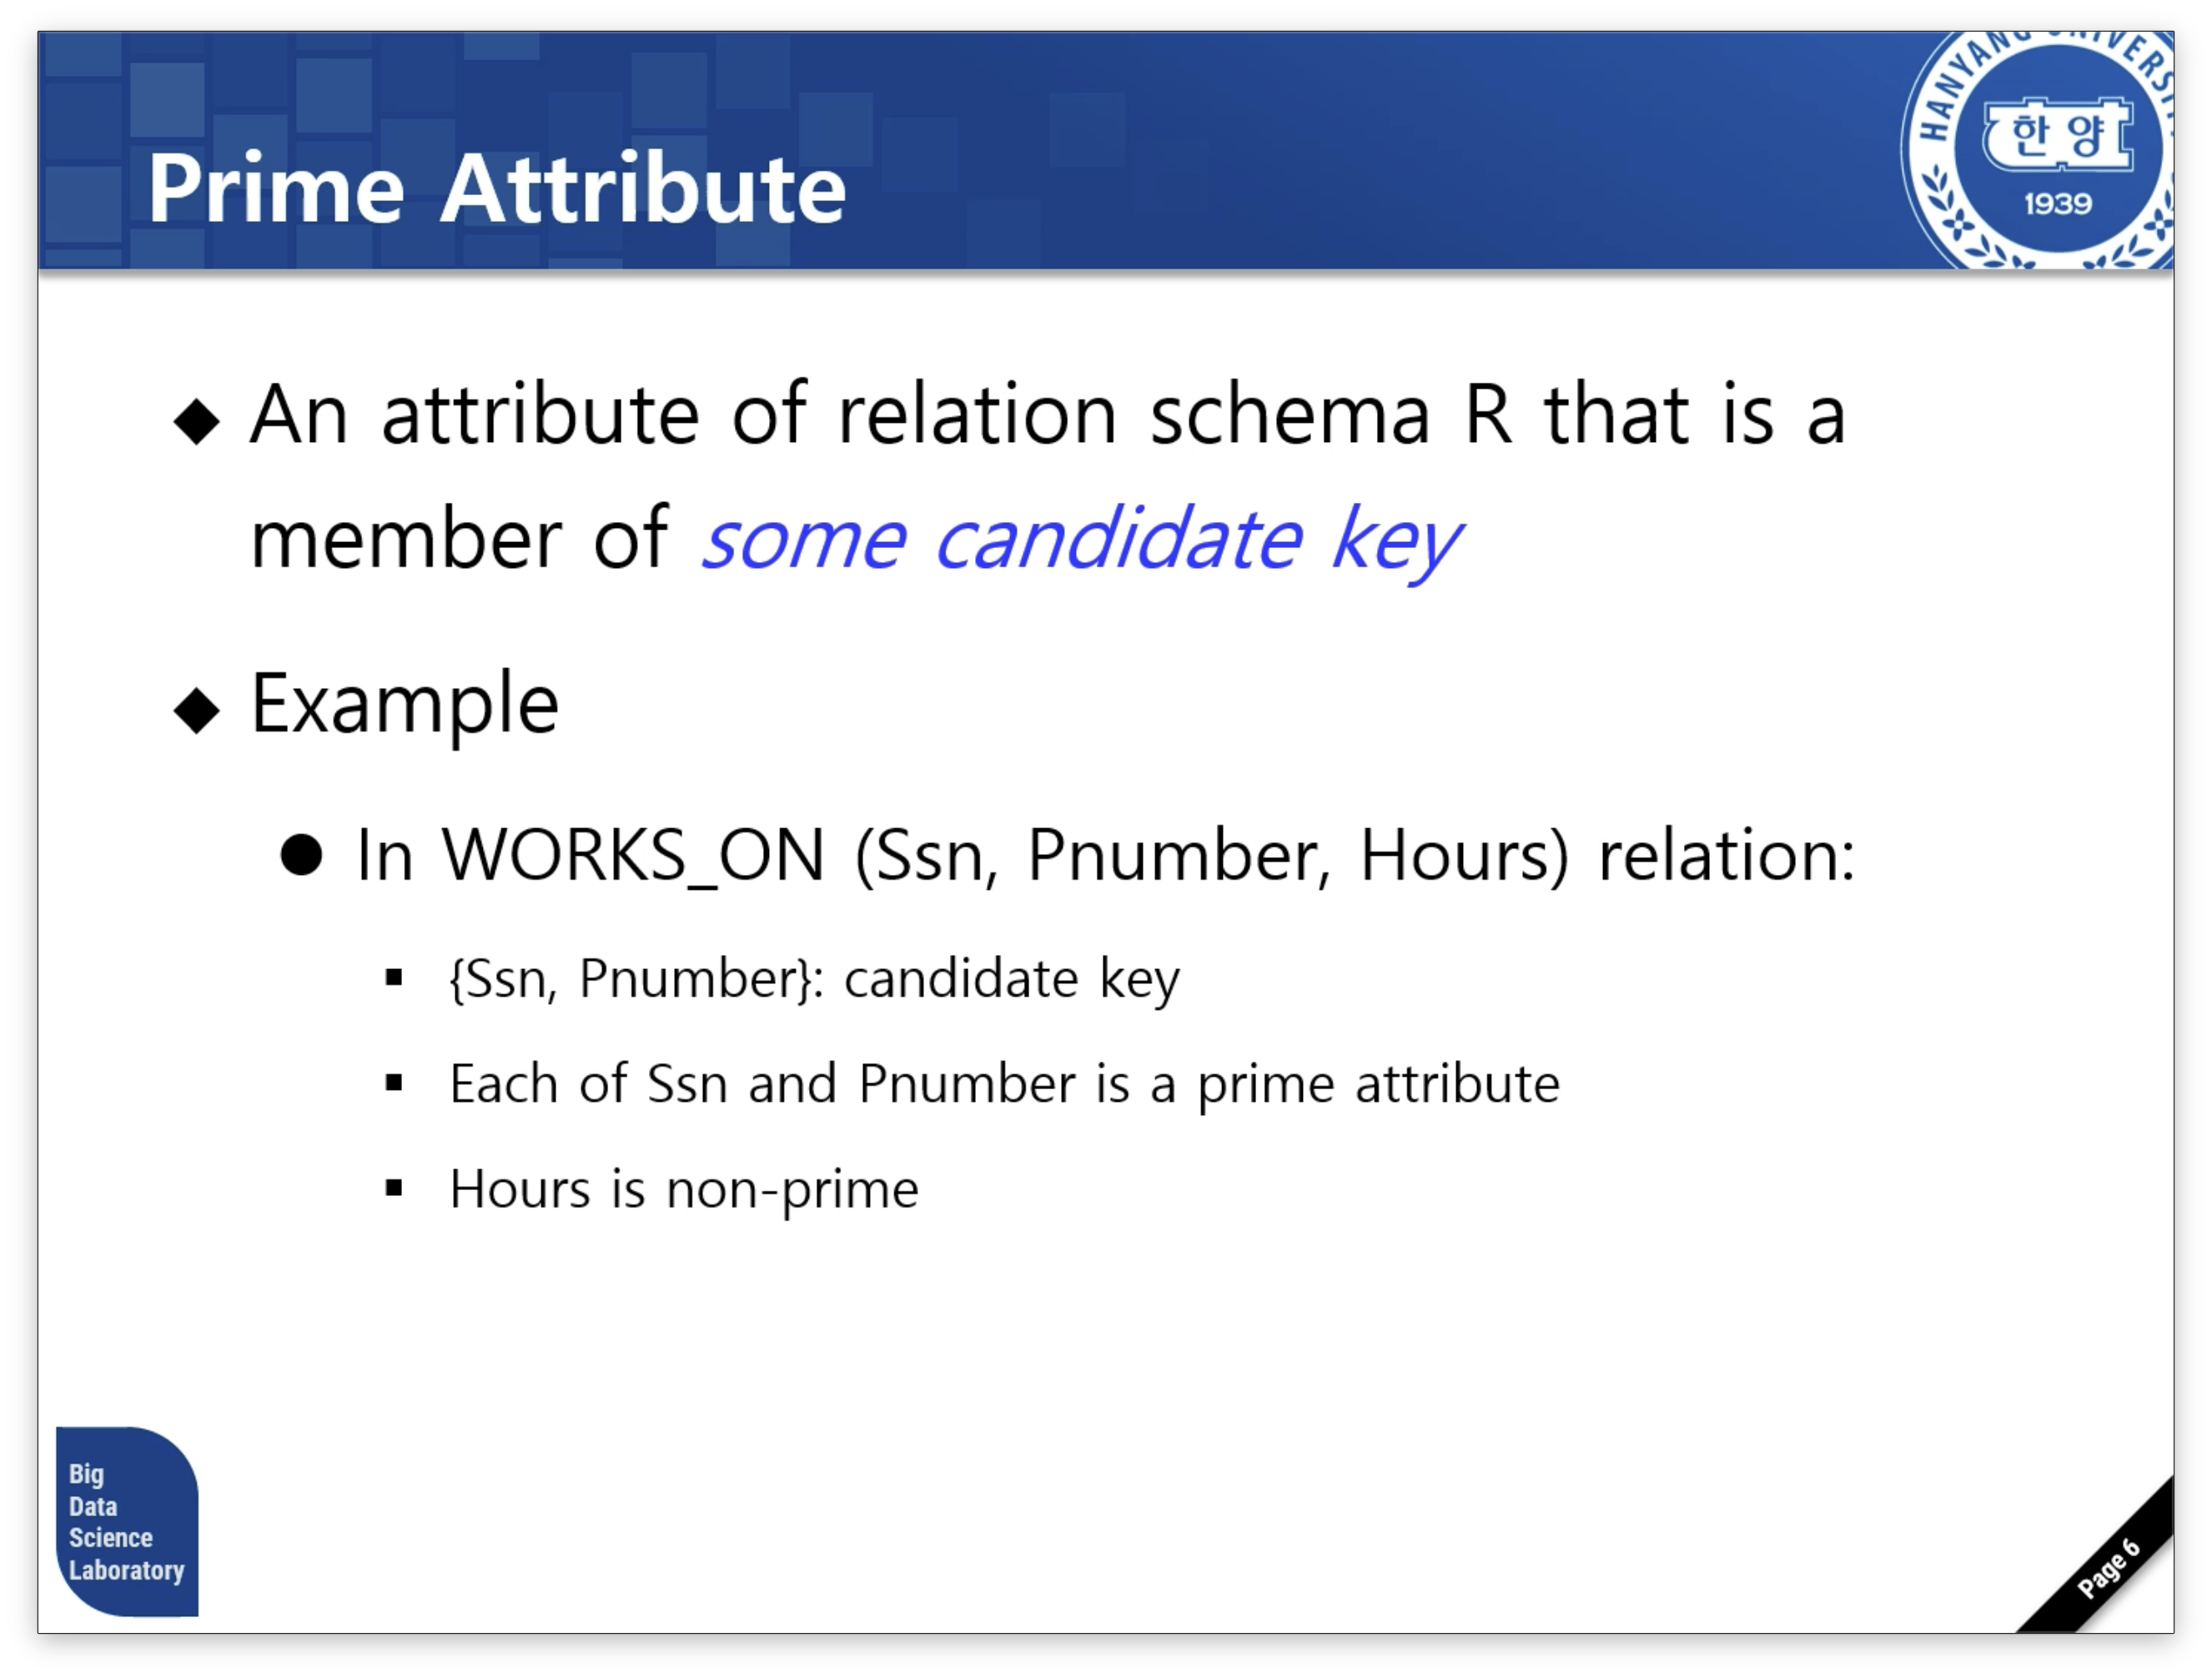 HANYANG UNIVERSI
한양
1939
Prime Attribute
◆ An attribute of relation schema R that is a
member of some candidate key
◆ Example
● In WORKS_ON (Ssn, Pnumber, Hours) relation:
▪ {Ssn, Pnumber}: candidate key
▪ Each of Ssn and Pnumber is a prime attribute
▪ Hours is non-prime
Big
Data
Science
Laboratory
Page 6